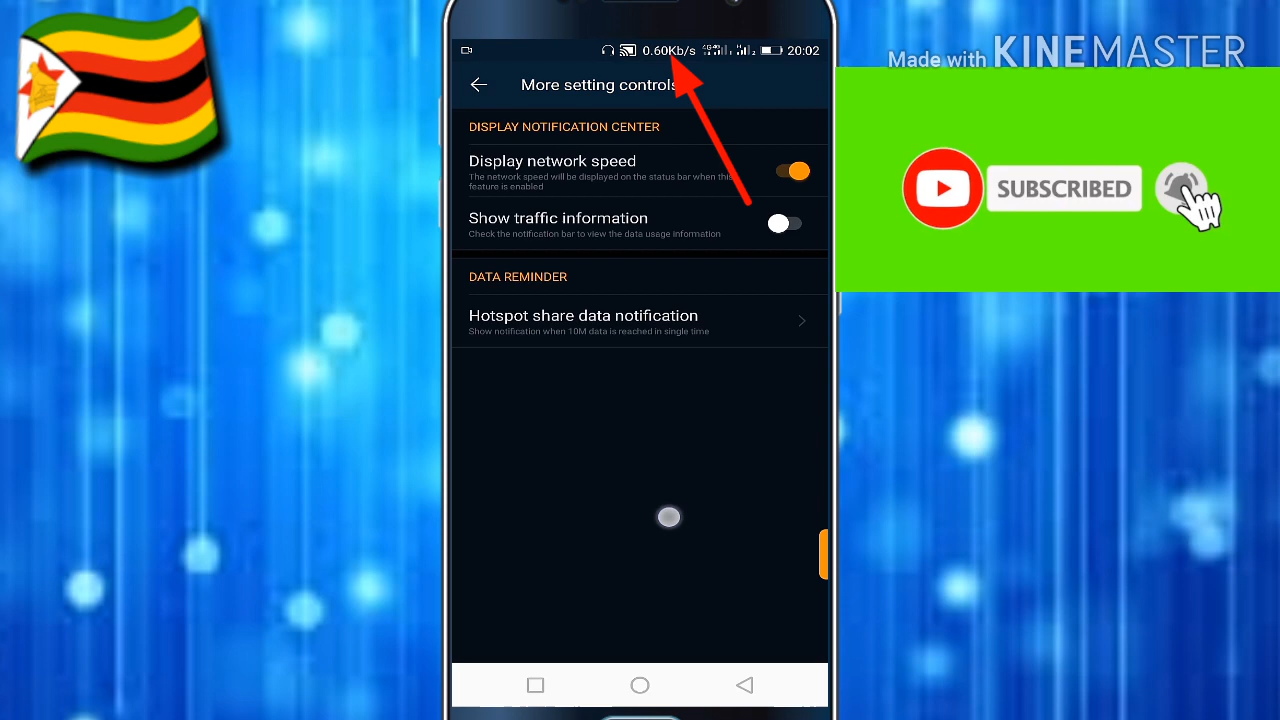 Made with KINEMASTER
0.60Kb/s 20:02
More setting controls
DISPLAY NOTIFICATION CENTER
Display network speed
The network speed will be displayed on the status bar when this
feature is enabled
Show traffic information
Check the notification bar to view the data usage information
DATA REMINDER
Hotspot share data notification
Show notification when 10M data is reached in single time
SUBSCRIBED